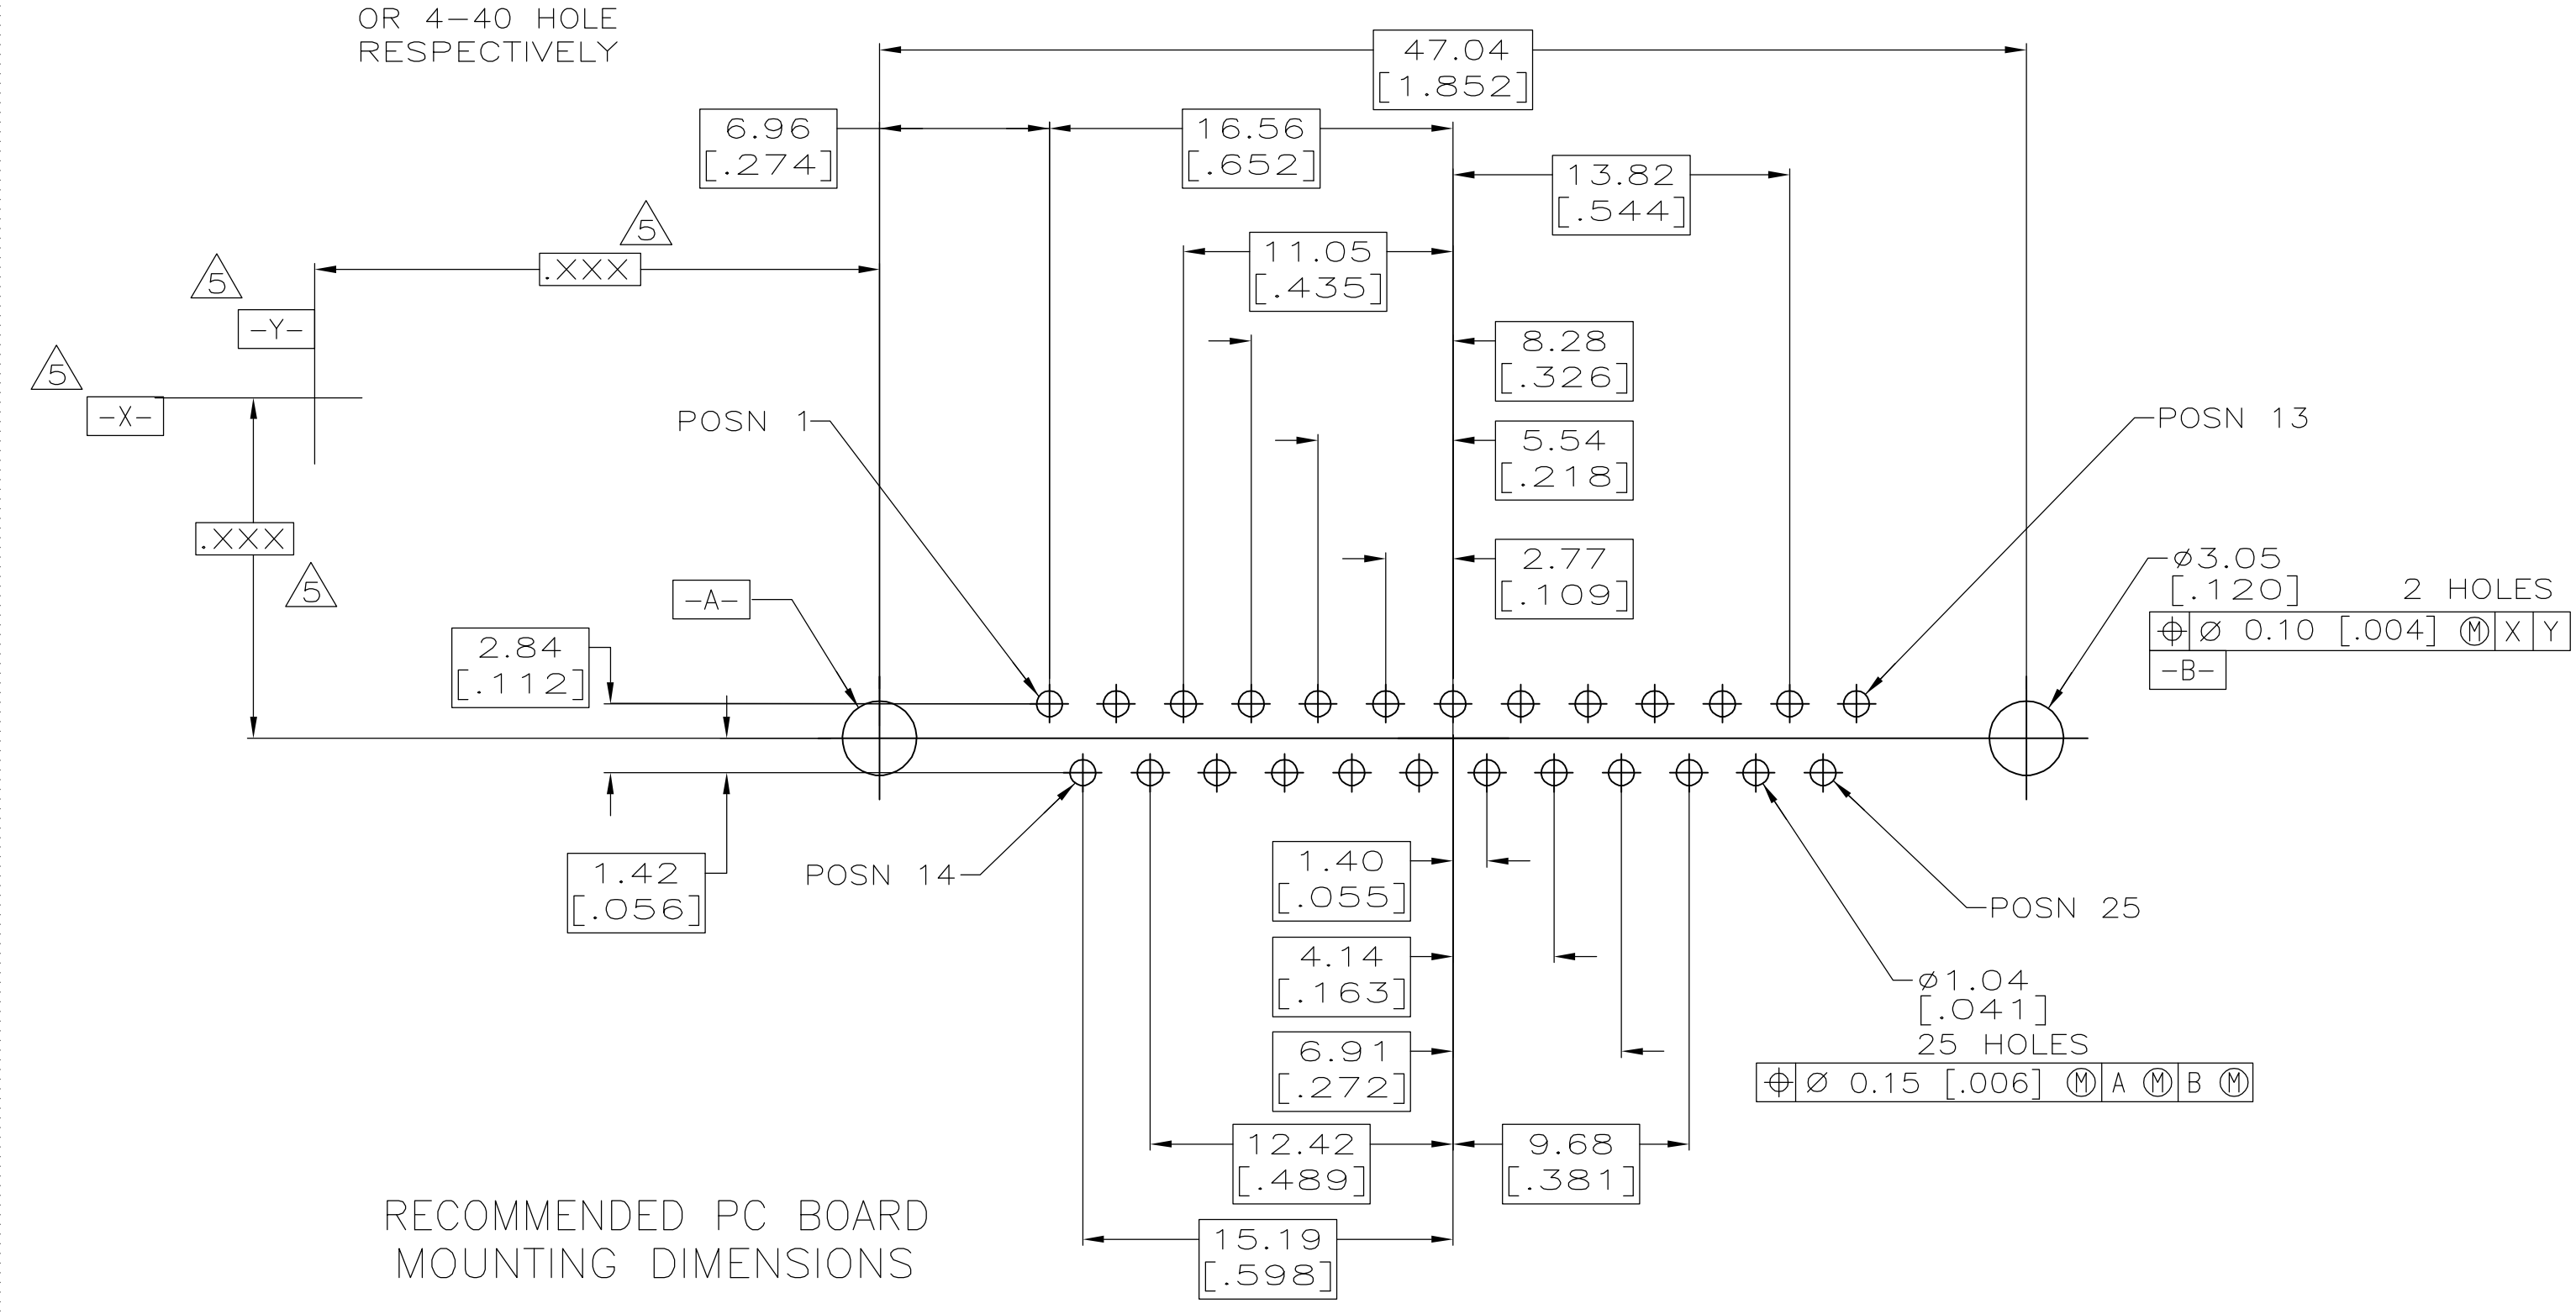 OR 4-40 HOLE
RESPECTIVELY
47.04
[1.852]
6.96
[.274]
16.56
[.652]
13.82
[.544]
5
.XXX
11.05
[.435]
5
-Y-
8.28
[.326]
5
-X-
POSN 1
5.54
[.218]
POSN 13
.XXX
5
2.77
[.109]
-A-
ø3.05
[.120] 2 HOLES
⌖ ⌀ 0.10 [.004] Ⓜ X Y
-B-
2.84
[.112]
1.42
[.056]
POSN 14
1.40
[.055]
POSN 25
4.14
[.163]
ø1.04
[.041]
25 HOLES
⌖ ⌀ 0.15 [.006] Ⓜ A Ⓜ B Ⓜ
6.91
[.272]
12.42
[.489]
9.68
[.381]
15.19
[.598]
RECOMMENDED PC BOARD
MOUNTING DIMENSIONS